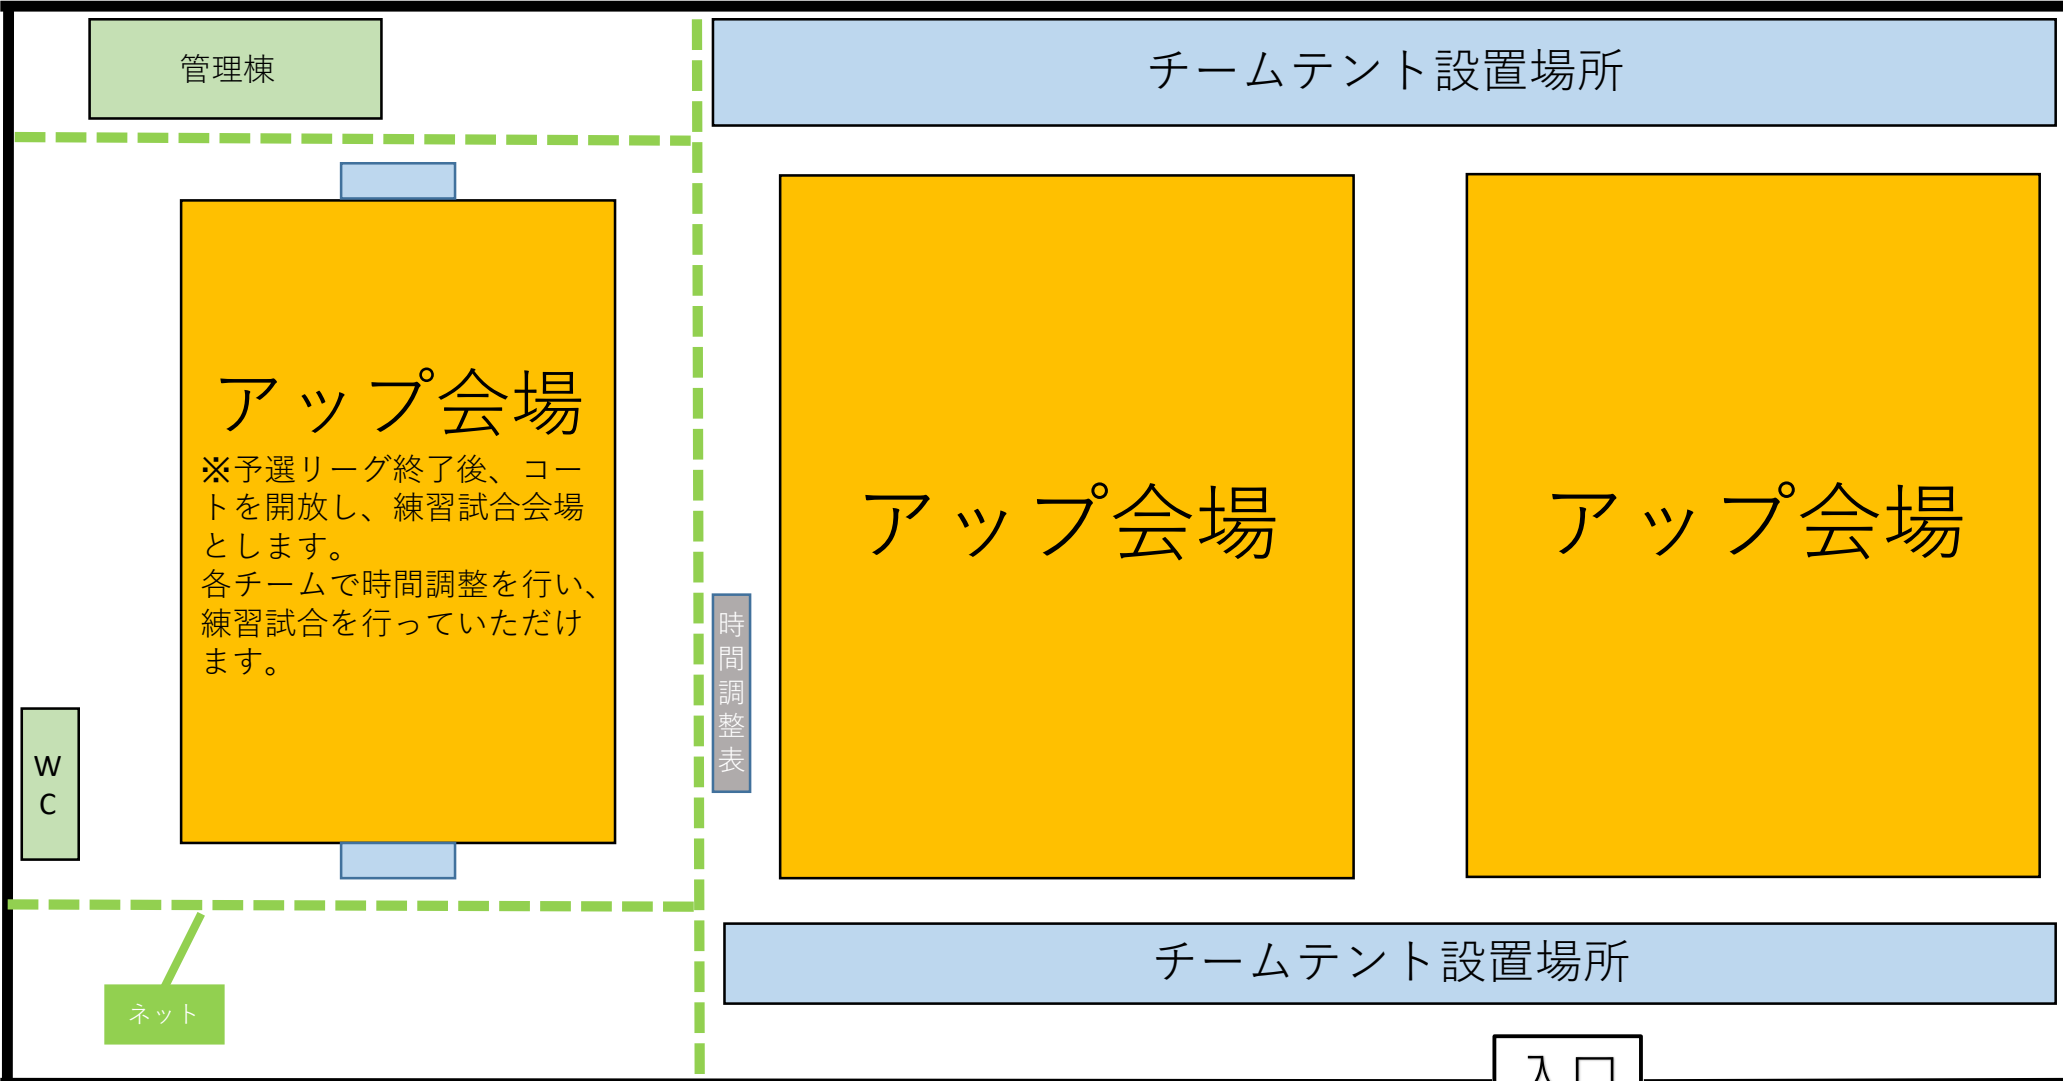 管理棟
チームテント設置場所
アップ会場
※予選リーグ終了後、コー
トを開放し、練習試合会場
とします。
各チームで時間調整を行い、
練習試合を行っていただけ
ます。
アップ会場
アップ会場
時
間
調
整
表
W
C
チームテント設置場所
ネット
入口